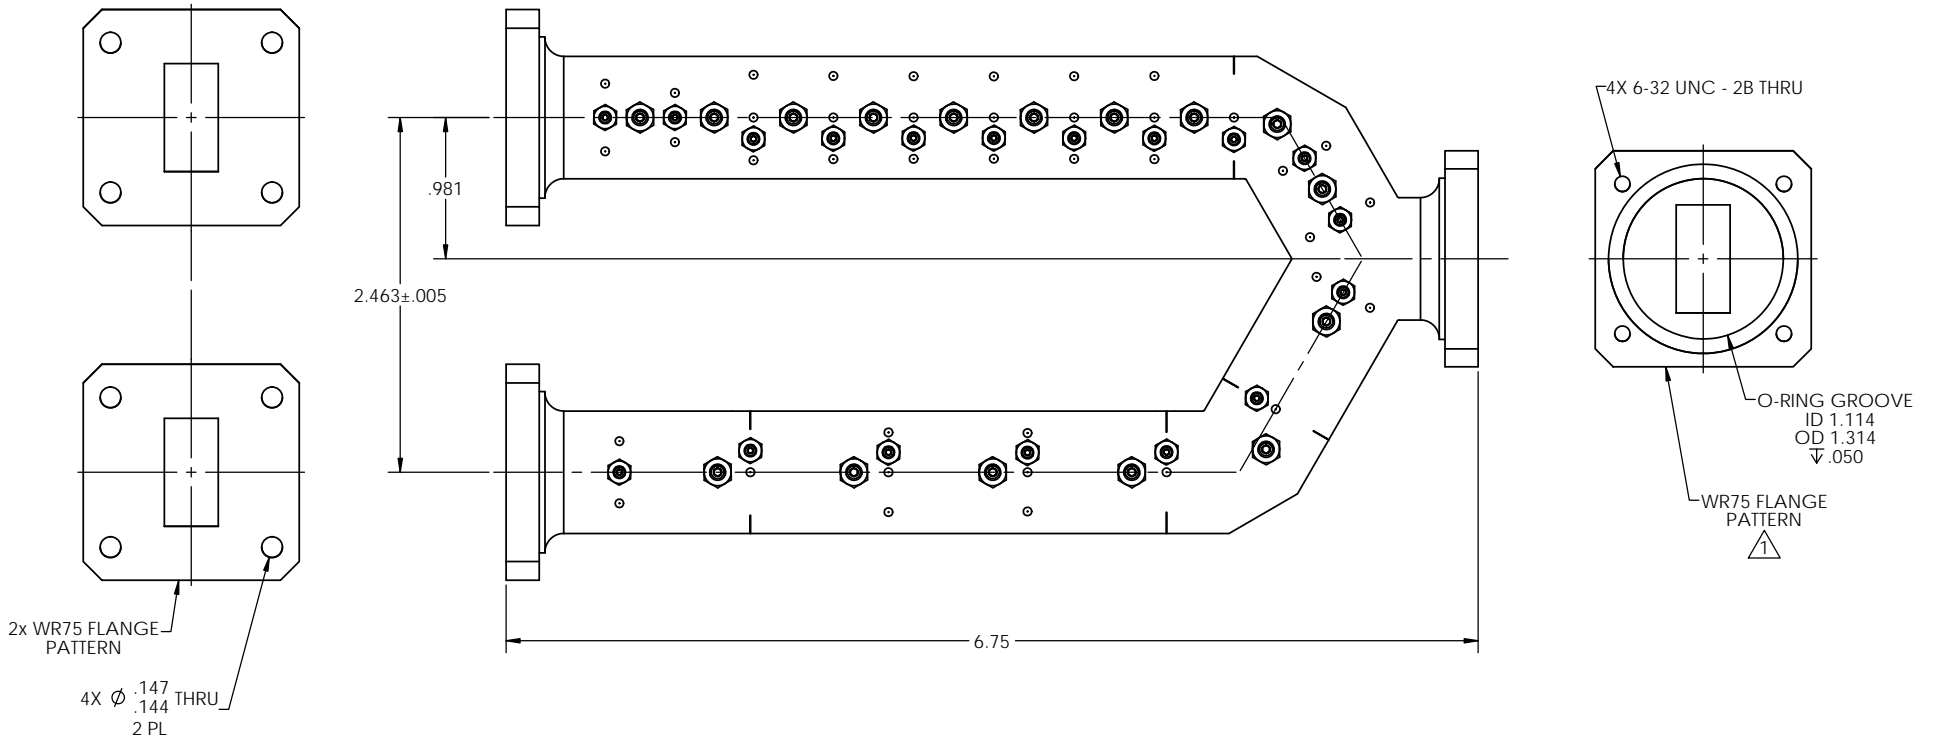 4X 6-32 UNC - 2B THRU
.981
2.463±.005
O-RING GROOVE
ID 1.114
OD 1.314
↧ .050
WR75 FLANGE
PATTERN
1
2x WR75 FLANGE
PATTERN
6.75
4X ⌀ .147
.144 THRU
2 PL